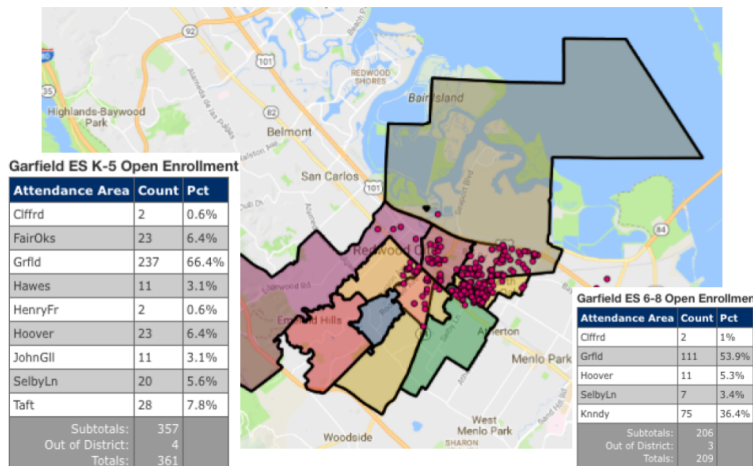 92
101
REDWOOD
SHORES
35
Highlands-Baywood
Park
Bair Island
82
Belmont
San Carlos
101
84
Garfield ES K-5 Open Enrollment
Attendance Area Count Pct
Clffrd 2 0.6%
FairOks 23 6.4%
Grfld 237 66.4%
Hawes 11 3.1%
HenryFr 2 0.6%
Hoover 23 6.4%
JohnGll 11 3.1%
SelbyLn 20 5.6%
Taft 28 7.8%
Subtotals: 357
Out of District: 4
Totals: 361
Redwood City
Atherton
Menlo Park
West
Menlo Park
Woodside
SHARON
Garfield ES 6-8 Open Enrollmen
Attendance Area Count Pct
Clffrd 2 1%
Grfld 111 53.9%
Hoover 11 5.3%
SelbyLn 7 3.4%
Knndy 75 36.4%
Subtotals: 206
Out of District: 3
Totals: 209